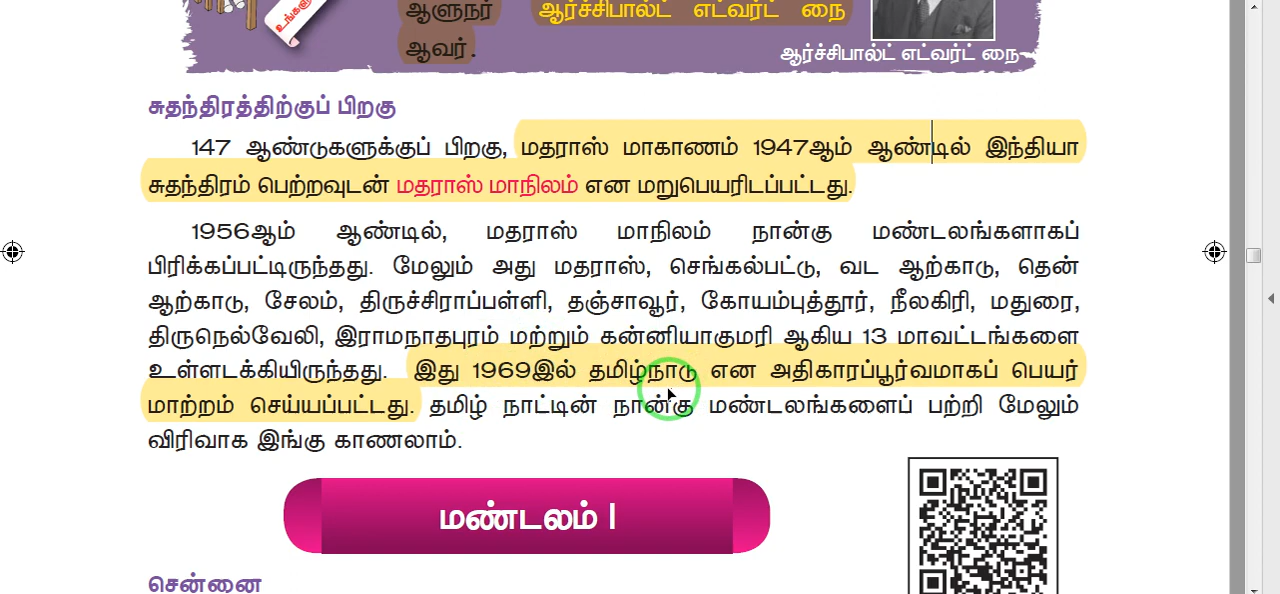 உங்களு
ஆளுநர் ஆர்ச்சிபால்ட் எட்வர்ட் நை
ஆவர்.
ஆர்ச்சிபால்ட் எட்வர்ட் நை
சுதந்திரத்திற்குப் பிறகு
147 ஆண்டுகளுக்குப் பிறகு, மதராஸ் மாகாணம் 1947ஆம் ஆண்டில் இந்தியா
சுதந்திரம் பெற்றவுடன் மதராஸ் மாநிலம் என மறுபெயரிடப்பட்டது.
1956ஆம் ஆண்டில், மதராஸ் மாநிலம் நான்கு மண்டலங்களாகப்
பிரிக்கப்பட்டிருந்தது. மேலும் அது மதராஸ், செங்கல்பட்டு, வட ஆற்காடு, தென்
ஆற்காடு, சேலம், திருச்சிராப்பள்ளி, தஞ்சாவூர், கோயம்புத்தூர், நீலகிரி, மதுரை,
திருநெல்வேலி, இராமநாதபுரம் மற்றும் கன்னியாகுமரி ஆகிய 13 மாவட்டங்களை
உள்ளடக்கியிருந்தது. இது 1969இல் தமிழ்நாடு என அதிகாரப்பூர்வமாகப் பெயர்
மாற்றம் செய்யப்பட்டது. தமிழ் நாட்டின் நான்கு மண்டலங்களைப் பற்றி மேலும்
விரிவாக இங்கு காணலாம்.
மண்டலம் I
சென்னை